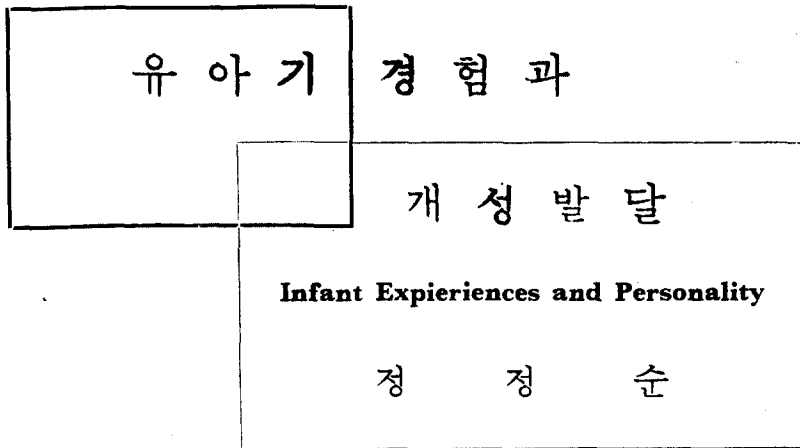 유아기 경험과
개성발달
Infant Expieriences and Personality
정 정 순